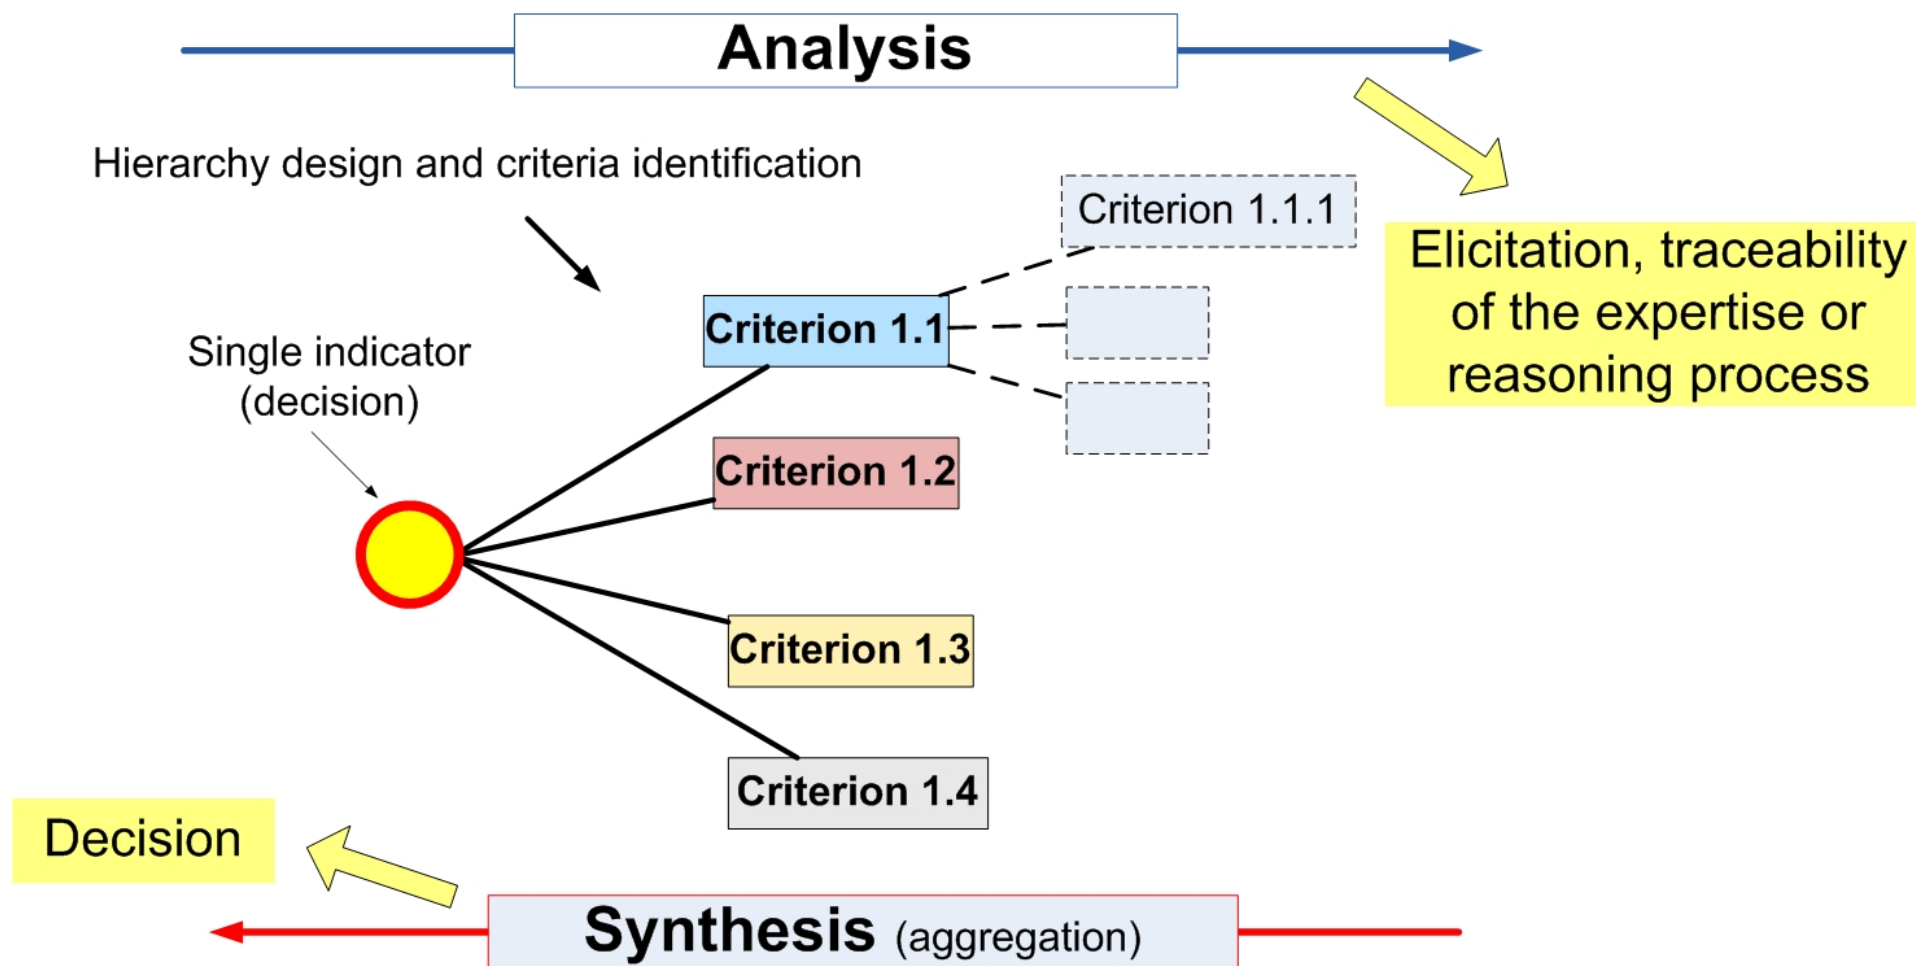 Analysis
Hierarchy design and criteria identification
Criterion 1.1.1
Elicitation, traceability
of the expertise or
reasoning process
Criterion 1.1
Single indicator
(decision)
Criterion 1.2
Criterion 1.3
Criterion 1.4
Decision
Synthesis (aggregation)